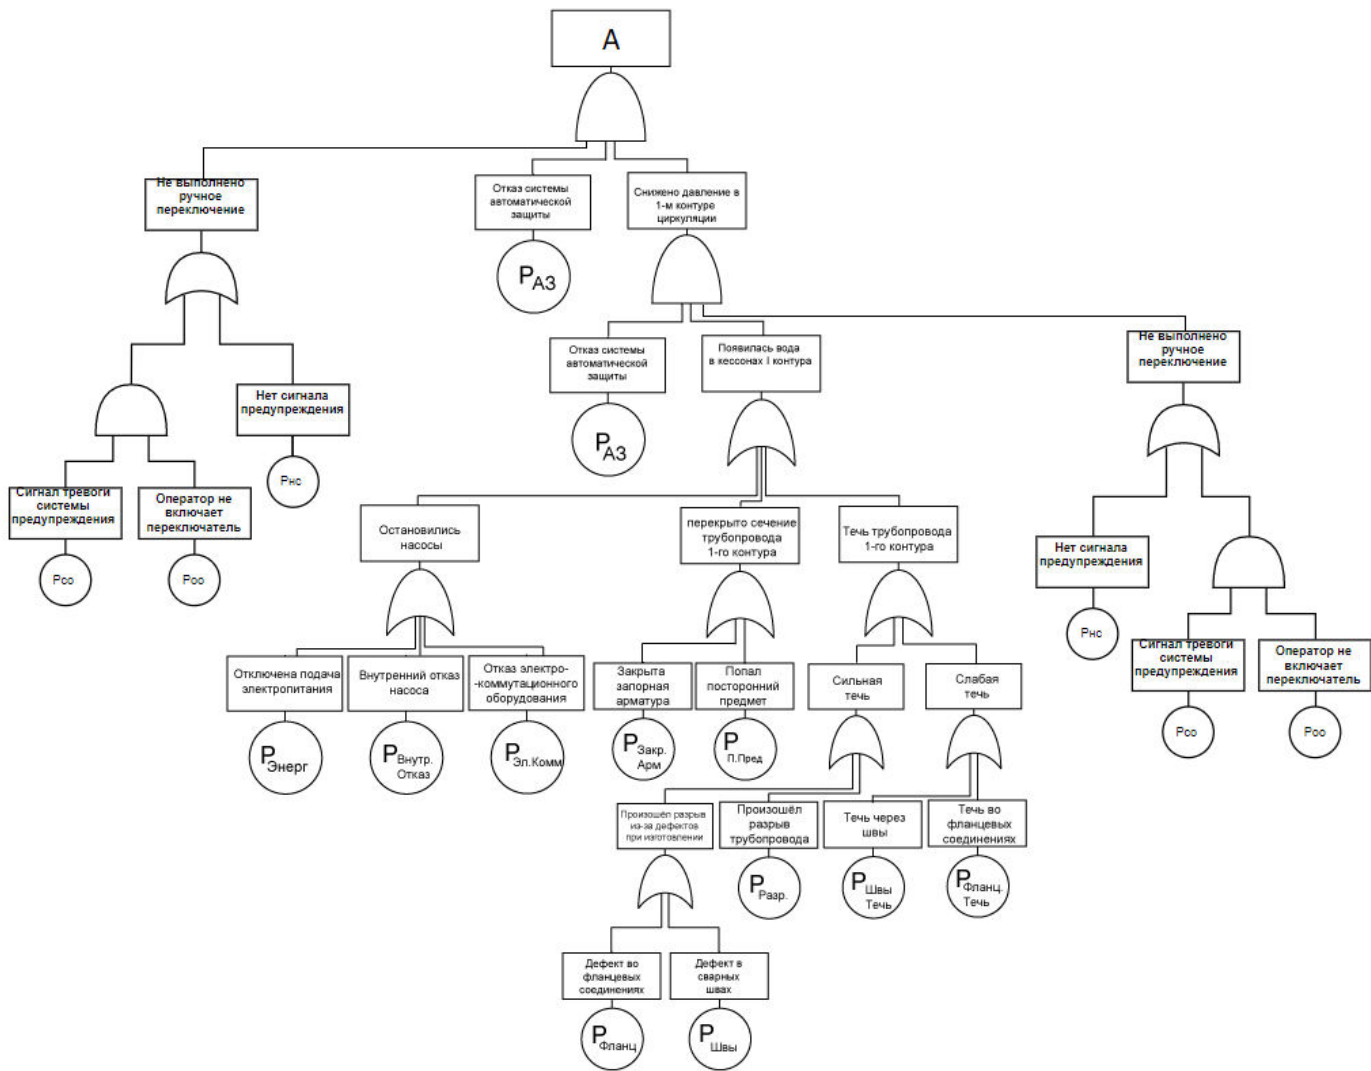 А
Не выполнено
ручное
переключение
Отказ системы
автоматической
защиты
Снижено давление в
1-м контуре
циркуляции
P АЗ
Отказ системы
автоматической
защиты
Появилась вода
в кессонах I контура
Не выполнено
ручное
переключение
Нет сигнала
предупреждения
P АЗ
Рнс
Сигнал тревоги
системы
предупреждения
Оператор не
включает
переключатель
Рсо
Роо
Остановились
насосы
перекрыто сечение
трубопровода
1-го контура
Течь трубопровода
1-го контура
Нет сигнала
предупреждения
Рнс
Сигнал тревоги
системы
предупреждения
Оператор не
включает
переключатель
Рсо
Роо
Отключена подача
электропитания
Внутренний отказ
насоса
Отказ электро-
-коммутационного
оборудования
Закрыта
запорная
арматура
Попал
посторонний
предмет
Сильная
течь
Слабая
течь
P Энерг
P Внутр.
Отказ
P Эл.Комм
P Закр.
Арм
P П.Пред
Произошёл разрыв
из-за дефектов
при изготовлении
Произошёл
разрыв
трубопровода
Течь через
швы
Течь во
фланцевых
соединениях
P Разр.
P Швы
Течь
P Фланц.
Течь
Дефект во
фланцевых
соединениях
Дефект в
сварных
швах
P Фланц
P Швы